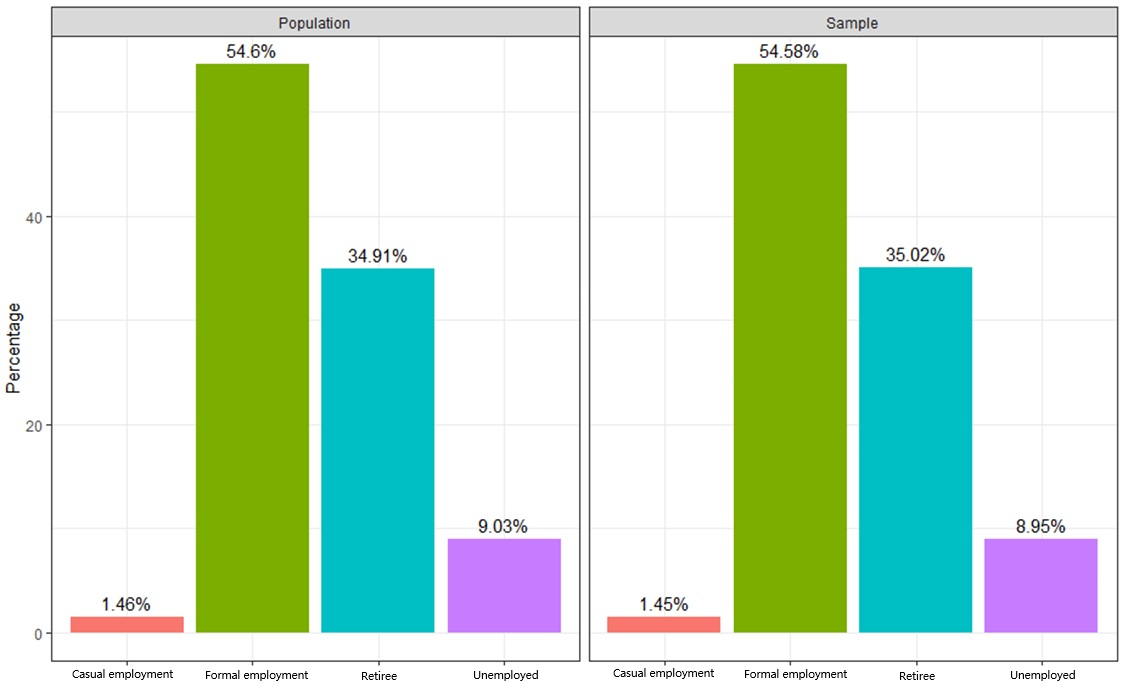 Population
Sample
54.6%
54.58%
34.91%
35.02%
9.03%
8.95%
1.46%
1.45%
40
20
0
Percentage
Casual employment
Formal employment
Retiree
Unemployed
Casual employment
Formal employment
Retiree
Unemployed